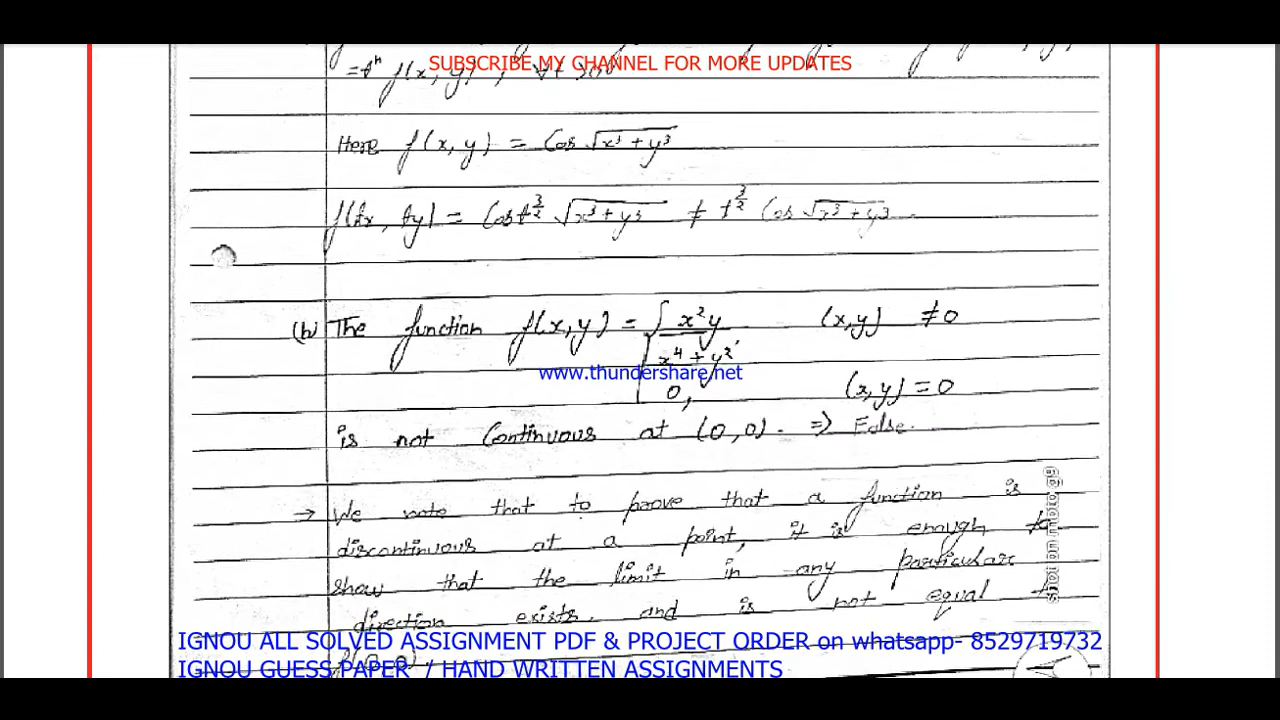 SUBSCRIBE MY CHANNEL FOR MORE UPDATES
= tⁿ f(x, y)
Here f(x, y) = Cos √x³ + y³
f(tx, ty) = Cos t^3/2 √x³ + y³ ≠ t^3/2 Cos √x³ + y³
(b) The function f(x, y) = { x²y / x⁴ + y² , (x,y) ≠ 0
www.thundershare.net
0, (x,y) = 0
is not Continuous at (0, 0). ⇒ False.
→ We note that to prove that a function is
discontinuous at a point, it is enough to
show that the limit in any particular
direction exists, and is not equal to
IGNOU ALL SOLVED ASSIGNMENT PDF & PROJECT ORDER on whatsapp- 8529719732
f(0,0)
IGNOU GUESS PAPER / HAND WRITTEN ASSIGNMENTS